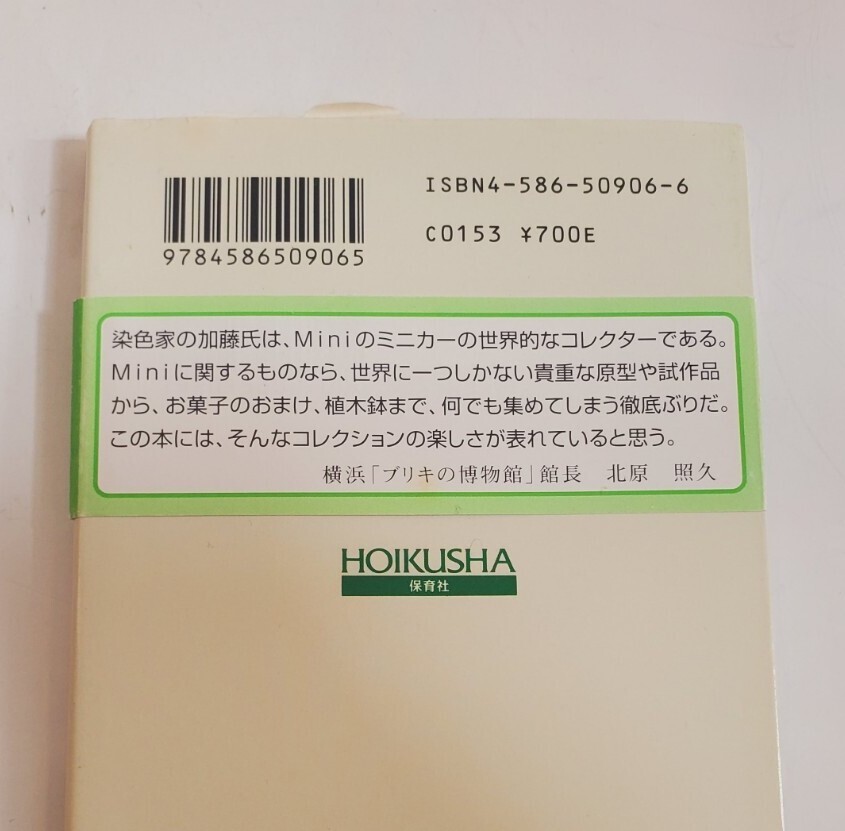 ISBN4-586-50906-6
9784586509065
C0153 ¥700E
染色家の加藤氏は、Miniのミニカーの世界的なコレクターである。
Miniに関するものなら、世界に一つしかない貴重な原型や試作品
から、お菓子のおまけ、植木鉢まで、何でも集めてしまう徹底ぶりだ。
この本には、そんなコレクションの楽しさが表れていると思う。
横浜「ブリキの博物館」館長 北原 照久
HOIKUSHA
保育社